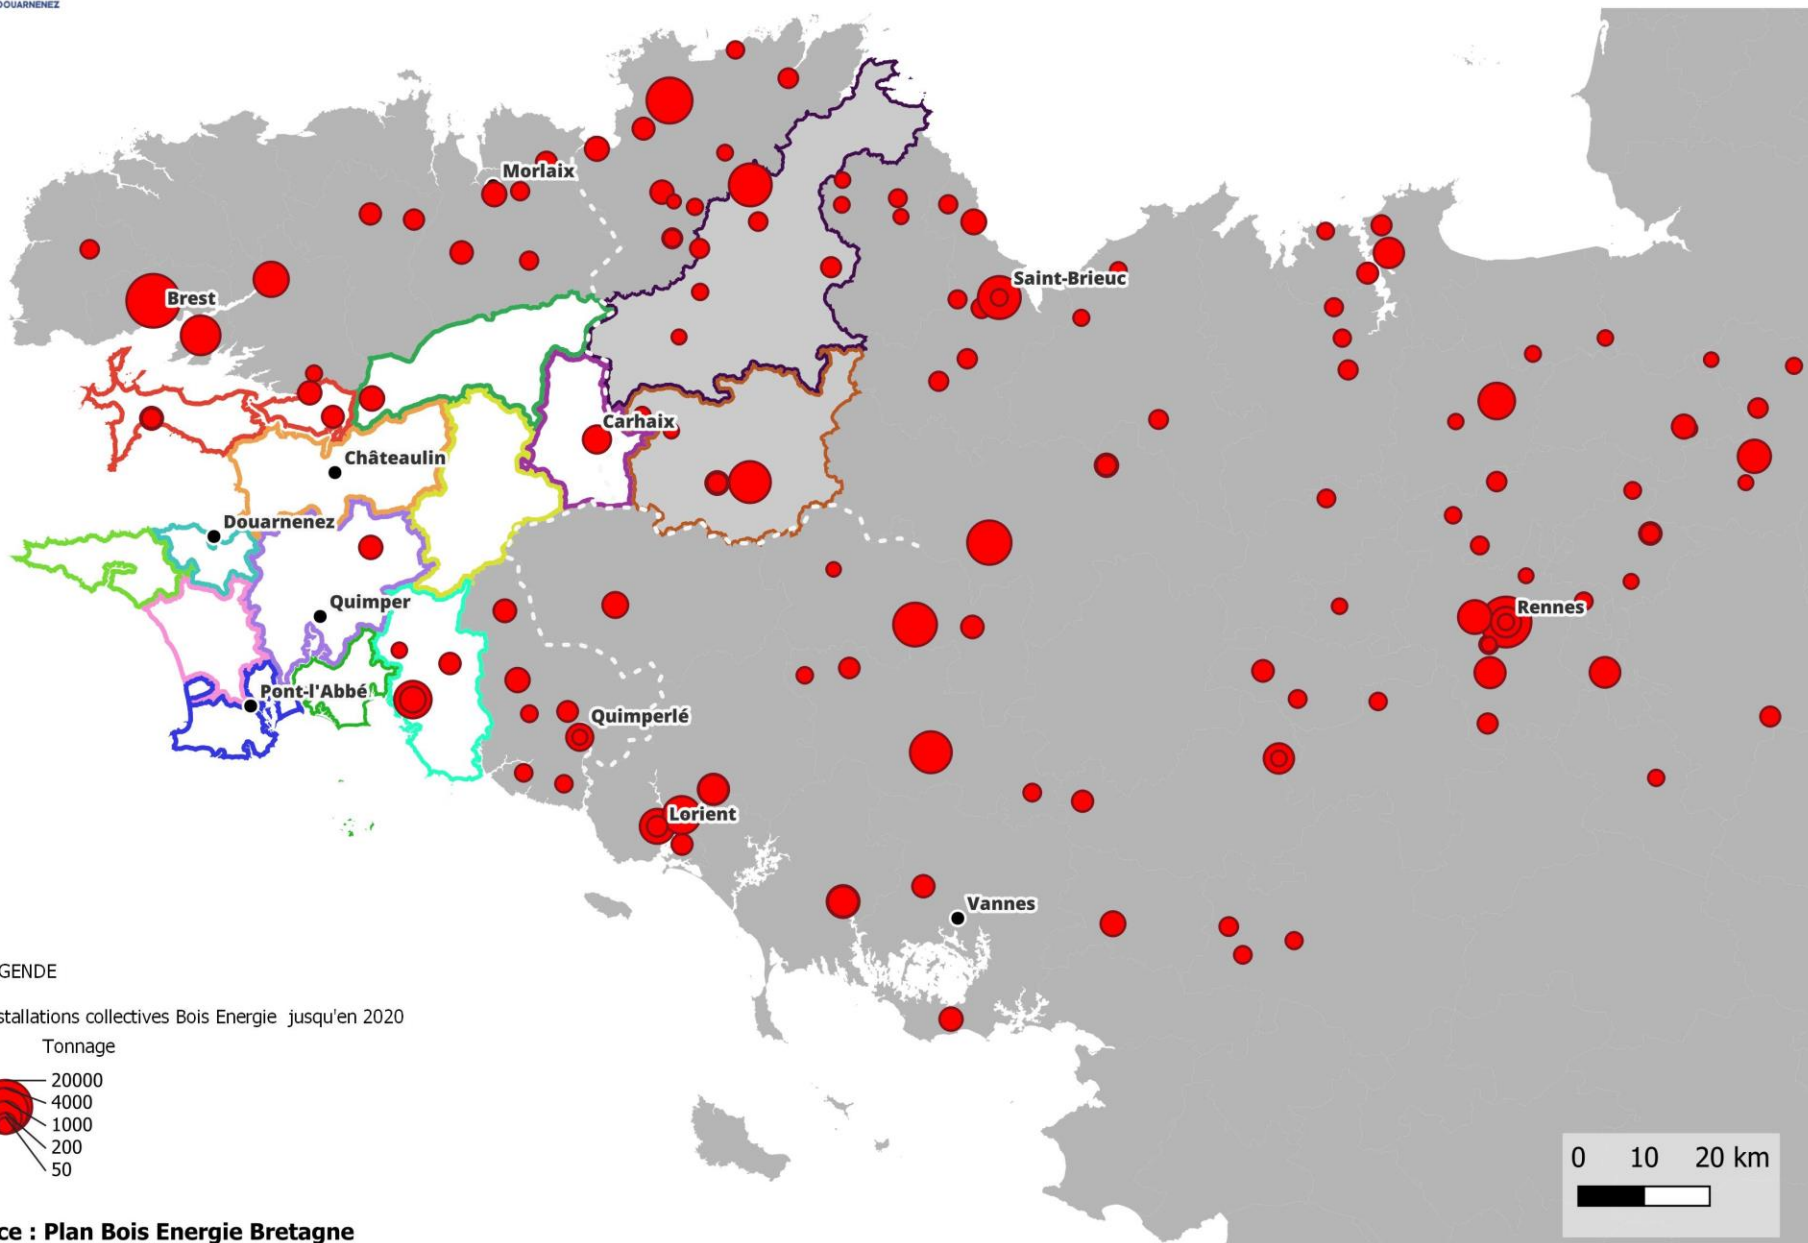 DOUARNENEZ
Morlaix
Brest
Saint-Brieuc
Carhaix
Châteaulin
Douarnenez
Quimper
Rennes
Pont-l'Abbé
Quimperlé
Lorient
Vannes
GENDE
stallations collectives Bois Energie jusqu'en 2020
Tonnage
20000
4000
1000
200
50
0 10 20 km
ce : Plan Bois Energie Bretagne